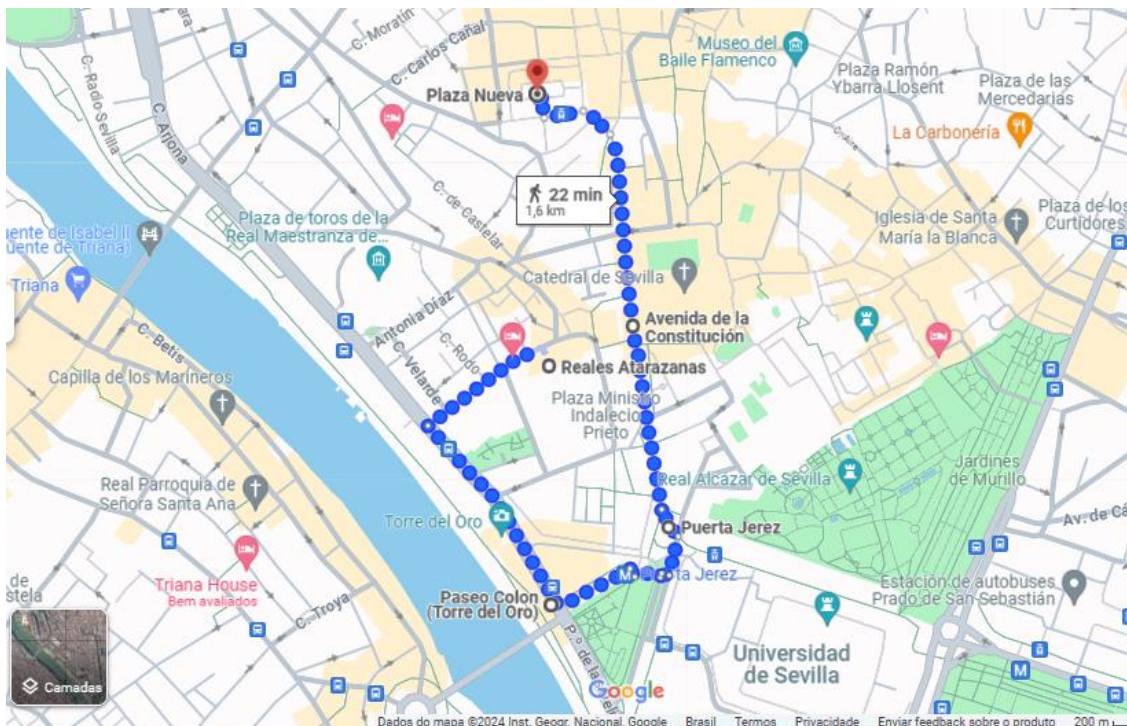 C. Moratín
C. Carlos Cañal
Museo del
Baile Flamenco
Plaza Ramón
Ybarra Llosent
Plaza de las
Mercedarias
C. Radio Sevilla
C. Arjona
Plaza Nueva
La Carbonería
C. Aire
22 min
1,6 km
C. de Castelar
Plaza de toros de la
Real Maestranza de...
Iglesia de Santa
María la Blanca
Plaza de los
Curtidores
uente de Isabel II
uente de Triana)
Triana
Catedral de Sevilla
Antonia Díaz
Avenida de la
Constitución
C. Betis
C. Rodo
C. Velarde
Reales Atarazanas
Capilla de los Marineros
Plaza Ministro
Indalecio
Prieto
Real Parroquia de
Señora Santa Ana
Real Alcázar de Sevilla
Jardines
de Murillo
Torre del Oro
Puerta Jerez
Av. de Cá
Triana House
Bem avaliados
M
ta Jerez
Estación de autobuses
Prado de San Sebastián
de
stela
Paseo Colon
(Torre del Oro)
C. Troya
P.º de la
Universidad
de Sevilla
M
Camadas
Google
Dados do mapa ©2024 Inst. Geogr. Nacional, Google Brasil Termos Privacidade Enviar feedback sobre o produto 200 m